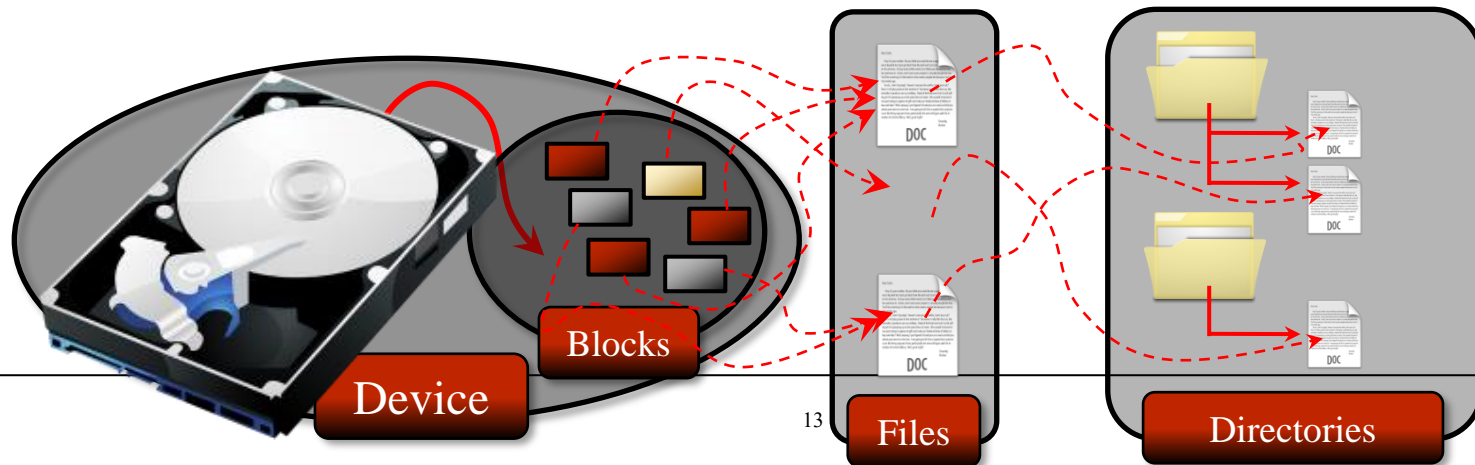 DOC
DOC
DOC
DOC
DOC
Blocks
Device
13
Files
Directories